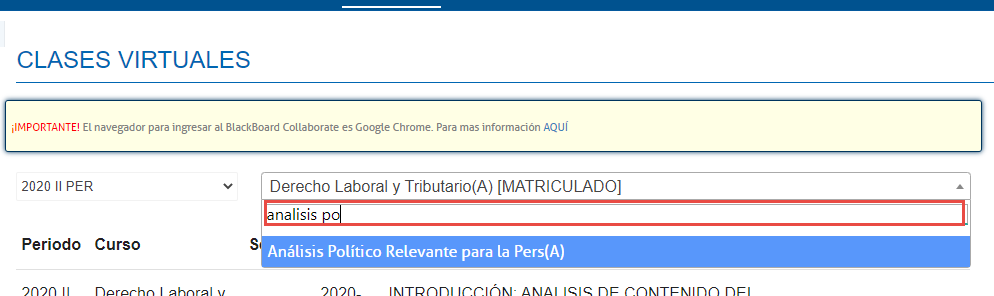 CLASES VIRTUALES
¡IMPORTANTE! El navegador para ingresar al BlackBoard Collaborate es Google Chrome. Para mas información AQUÍ
2020 II PER
Derecho Laboral y Tributario(A) [MATRICULADO]
analisis po
Análisis Político Relevante para la Pers(A)
Periodo Curso
2020 II Derecho Laboral y 2020- INTRODUCCIÓN: ANALISIS DE CONTENIDO DEL